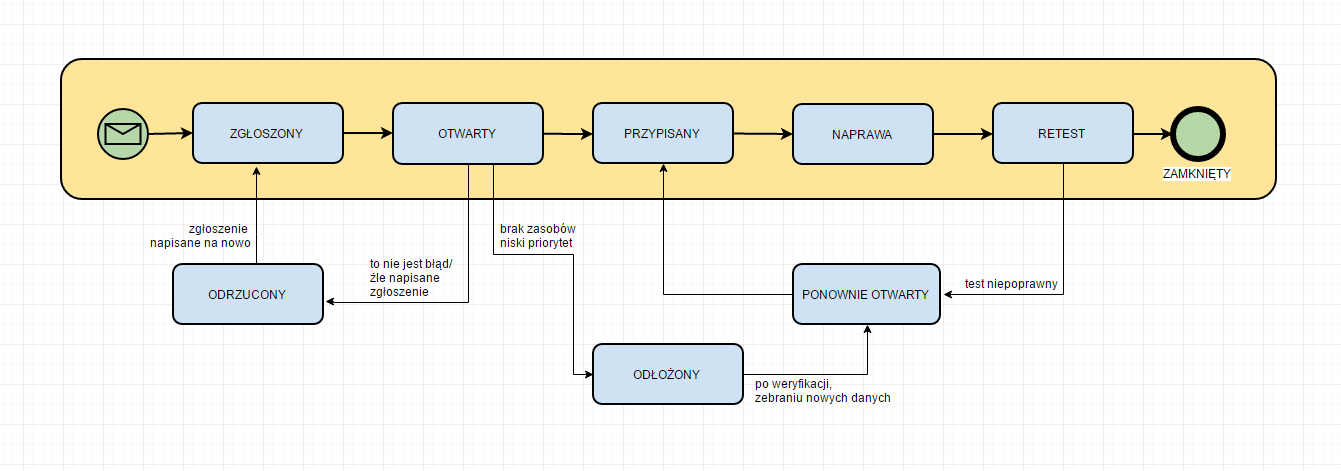 ZGŁOSZONY
OTWARTY
PRZYPISANY
NAPRAWA
RETEST
ZAMKNIĘTY
zgłoszenie
napisane na nowo
brak zasobów
niski priorytet
to nie jest błąd/
źle napisane
zgłoszenie
test niepoprawny
ODRZUCONY
PONOWNIE OTWARTY
ODŁOŻONY
po weryfikacji,
zebraniu nowych danych